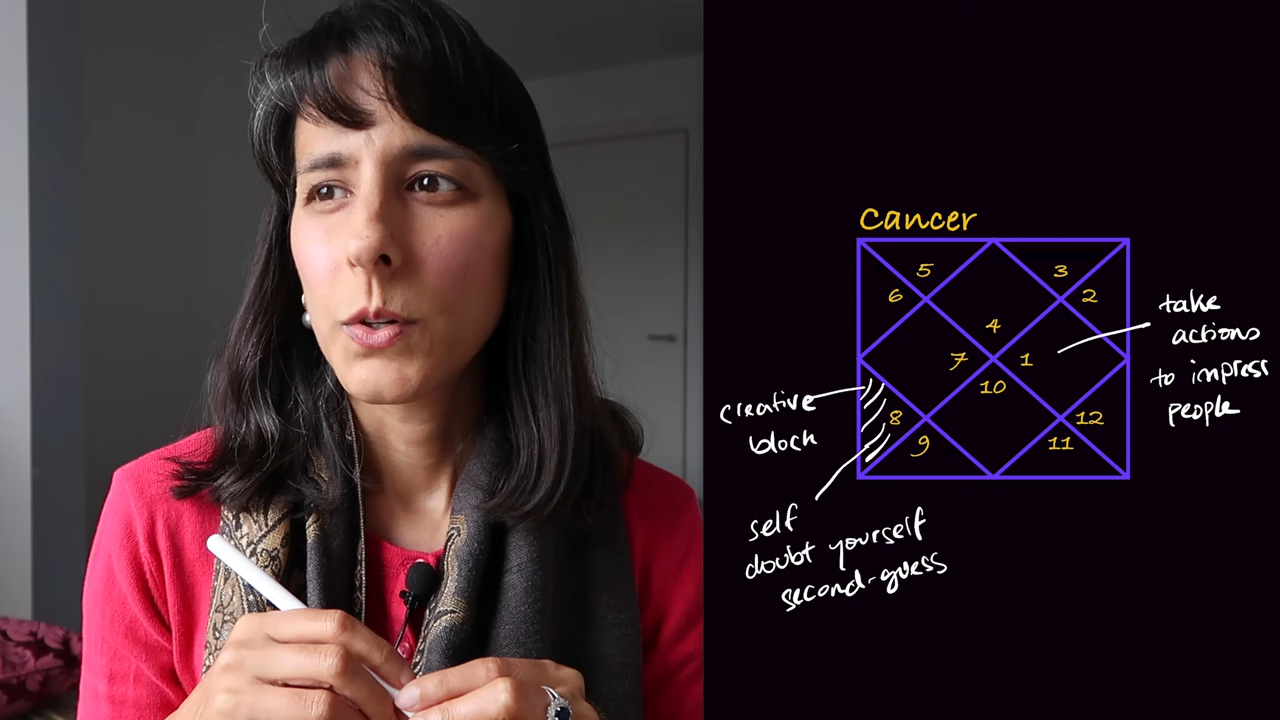 Cancer
5
3
6
2
4
7
1
10
8
12
9
11
take
actions
to impress
people
creative
block
self
doubt yourself
second-guess